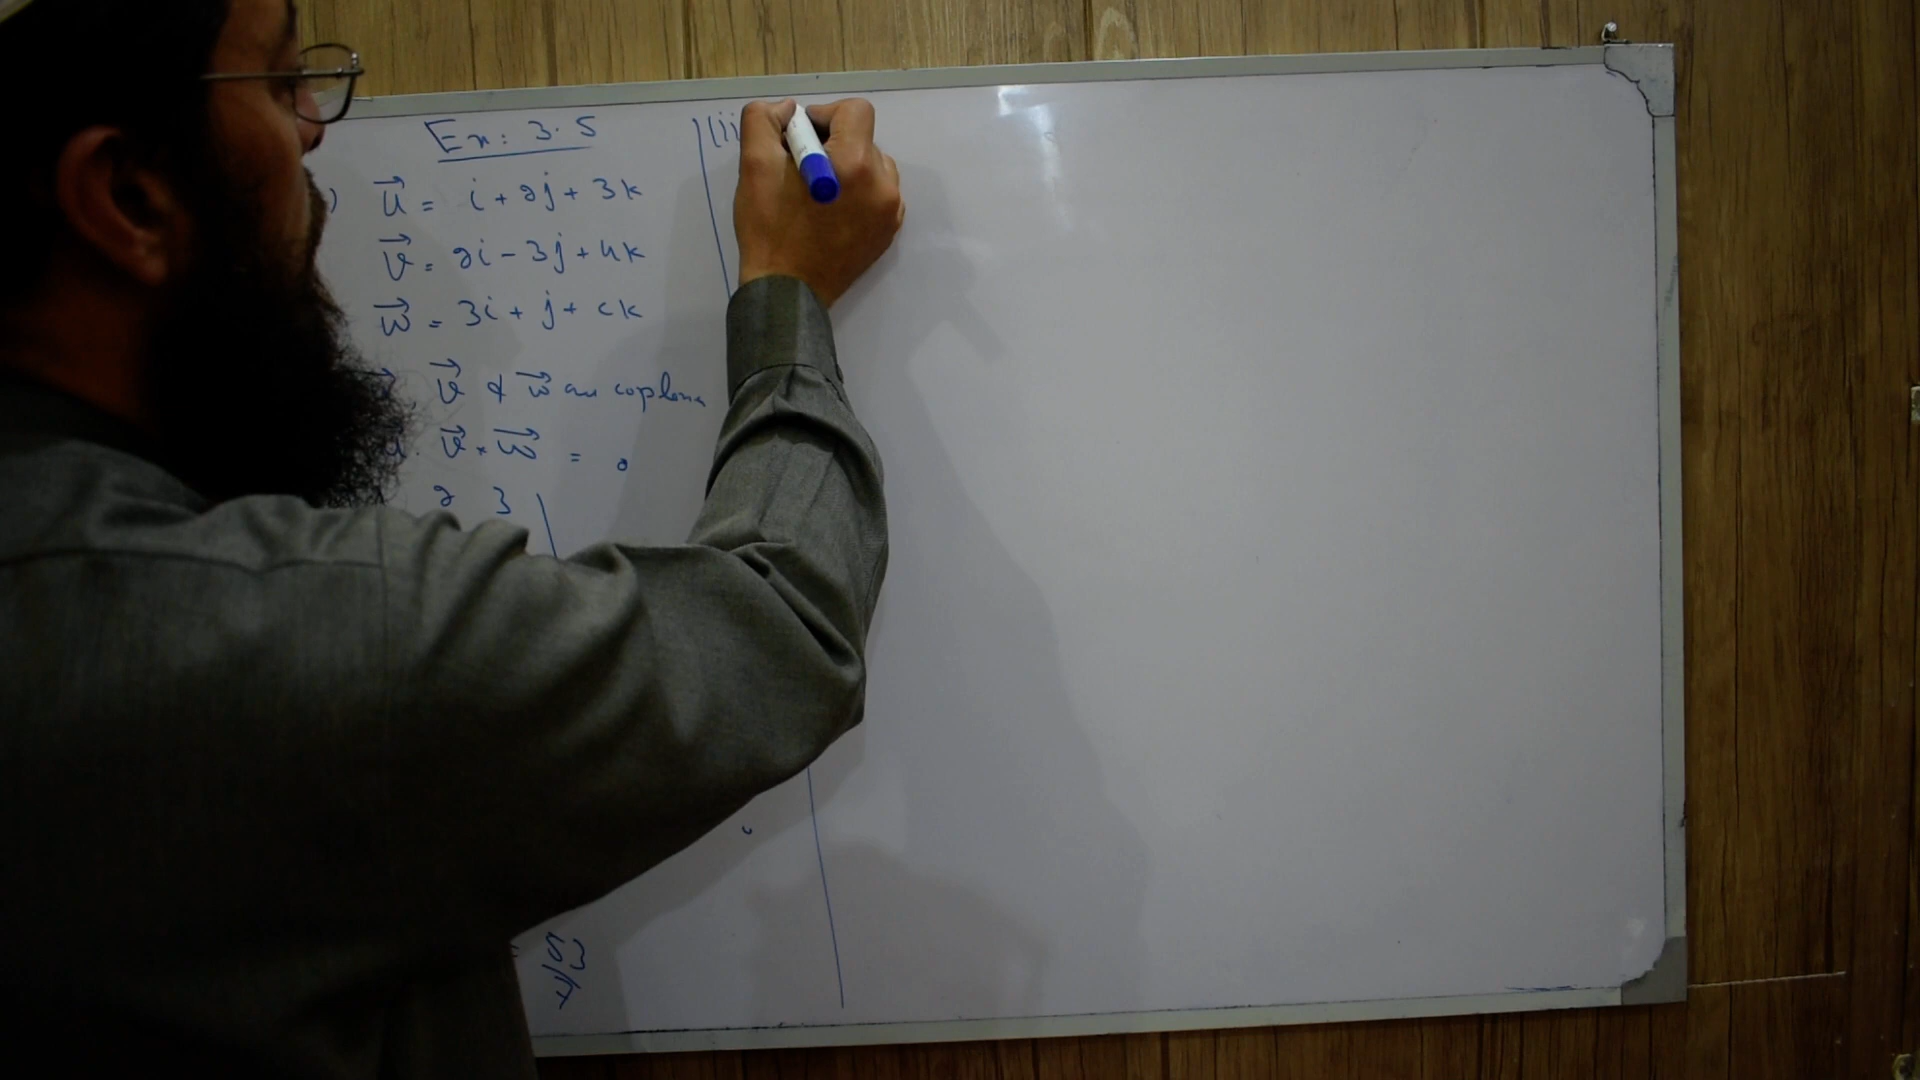 Ex: 3.5
) u⃗ = i + 2j + 3k
v⃗ = 2i - 3j + 4k
w⃗ = 3i + j + ck
, v⃗ & w⃗ are coplanar
. v⃗ × w⃗ = 0
2 3
(ii